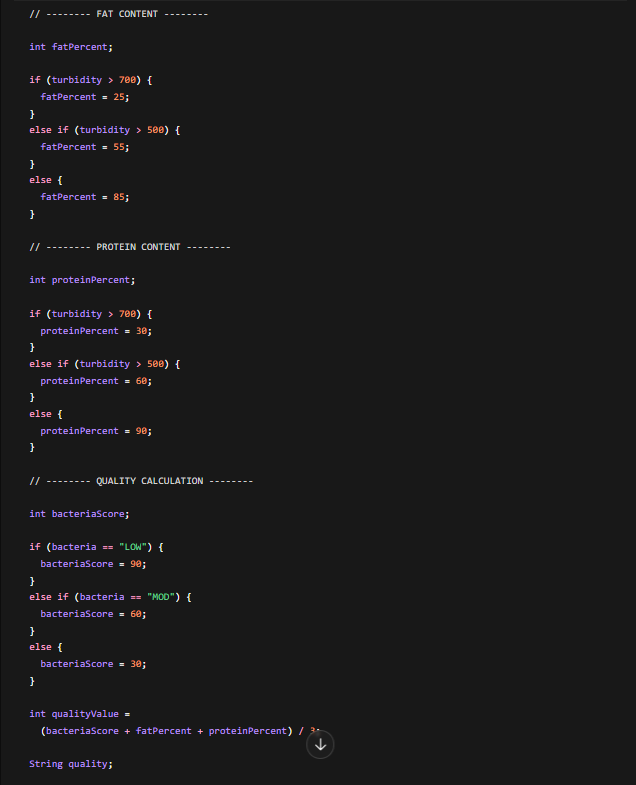 // -------- FAT CONTENT --------
int fatPercent;
if (turbidity > 700) {
fatPercent = 25;
}
else if (turbidity > 500) {
fatPercent = 55;
}
else {
fatPercent = 85;
}
// -------- PROTEIN CONTENT --------
int proteinPercent;
if (turbidity > 700) {
proteinPercent = 30;
}
else if (turbidity > 500) {
proteinPercent = 60;
}
else {
proteinPercent = 90;
}
// -------- QUALITY CALCULATION --------
int bacteriaScore;
if (bacteria == "LOW") {
bacteriaScore = 90;
}
else if (bacteria == "MOD") {
bacteriaScore = 60;
}
else {
bacteriaScore = 30;
}
int qualityValue =
(bacteriaScore + fatPercent + proteinPercent) / 3;
String quality;